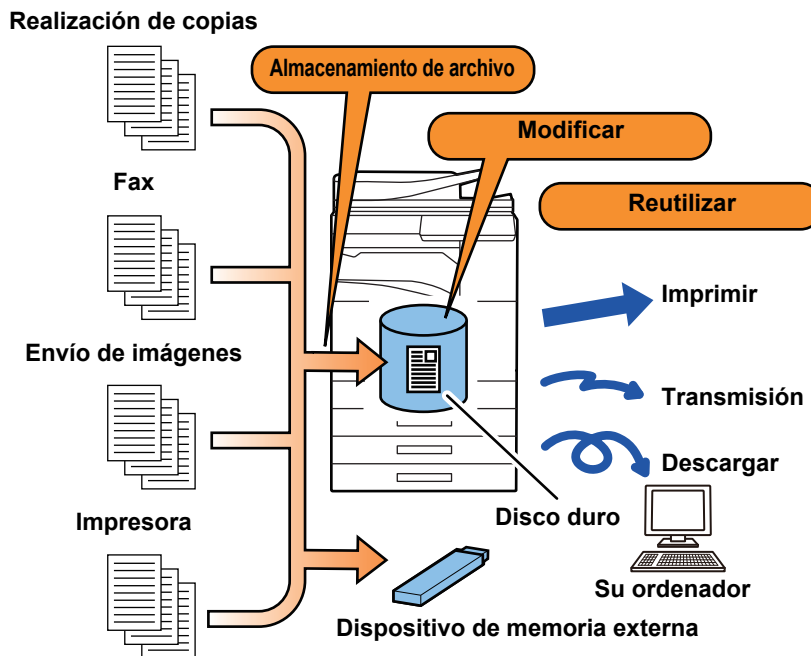 Realización de copias
Almacenamiento de archivo
Modificar
Fax
Reutilizar
Imprimir
Envío de imágenes
Transmisión
Descargar
Impresora
Disco duro
Su ordenador
Dispositivo de memoria externa